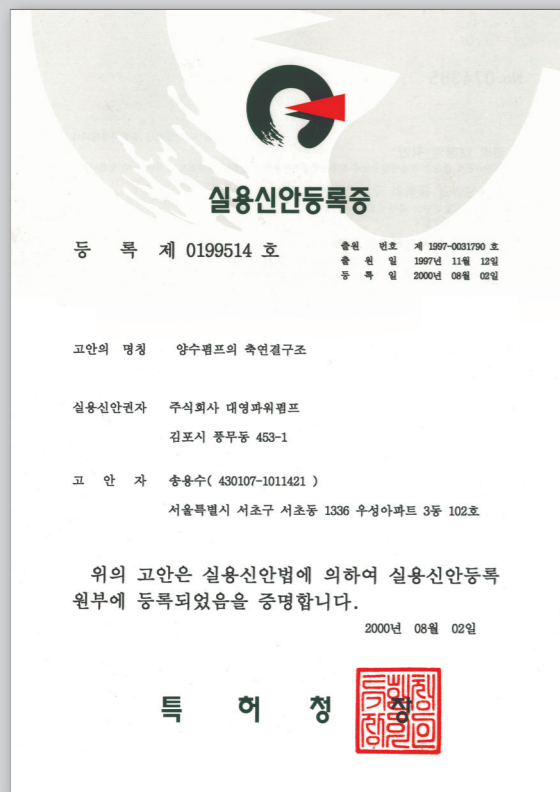 실용신안등록증
등 록 제 0199514 호
출원 번호 제 1997-0031790 호
출 원 일 1997년 11월 12일
등 록 일 2000년 08월 02일
고안의 명칭 양수펌프의 축연결구조
실용신안권자 주식회사 대영파워펌프
김포시 풍무동 453-1
고 안 자 송용수( 430107-1011421 )
서울특별시 서초구 서초동 1336 우성아파트 3동 102호
위의 고안은 실용신안법에 의하여 실용신안등록
원부에 등록되었음을 증명합니다.
2000년 08월 02일
특 허 청 장